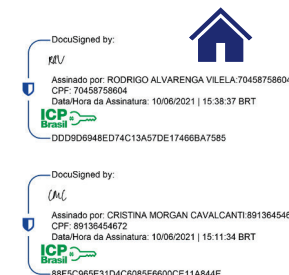 DocuSigned by:
RAV
Assinado por: RODRIGO ALVARENGA VILELA:70458758604
CPF: 70458758604
Data/Hora da Assinatura: 10/06/2021 | 15:38:37 BRT
ICP
Brasil
DDD9D6948ED74C13A57DE17466BA7585
DocuSigned by:
CMC
Assinado por: CRISTINA MORGAN CAVALCANTI:891364546
CPF: 89136454672
Data/Hora da Assinatura: 10/06/2021 | 15:11:34 BRT
ICP
Brasil